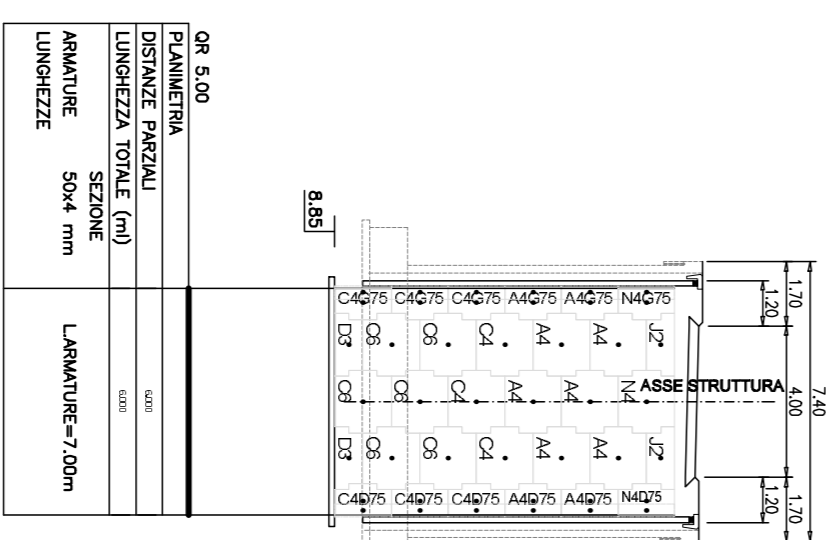 7.40
1.70
4.00
1.70
1.20
1.20
ASSE STRUTTURA
N4G75
J2
N4
J2
N4D75
A4G75
A4
A4
A4
A4D75
A4G75
A4
A4
A4
A4D75
C4G75
C4
C4
C4
C4D75
C4G75
C6
C6
C6
C4D75
C4G75
C6
C6
C6
C4D75
D3
D3
8.85
QR 5.00
PLANIMETRIA
DISTANZE PARZIALI
6.000
LUNGHEZZA TOTALE (ml)
6.000
SEZIONE
ARMATURE 50x4 mm
LUNGHEZZE
L.ARMATURE=7.00m